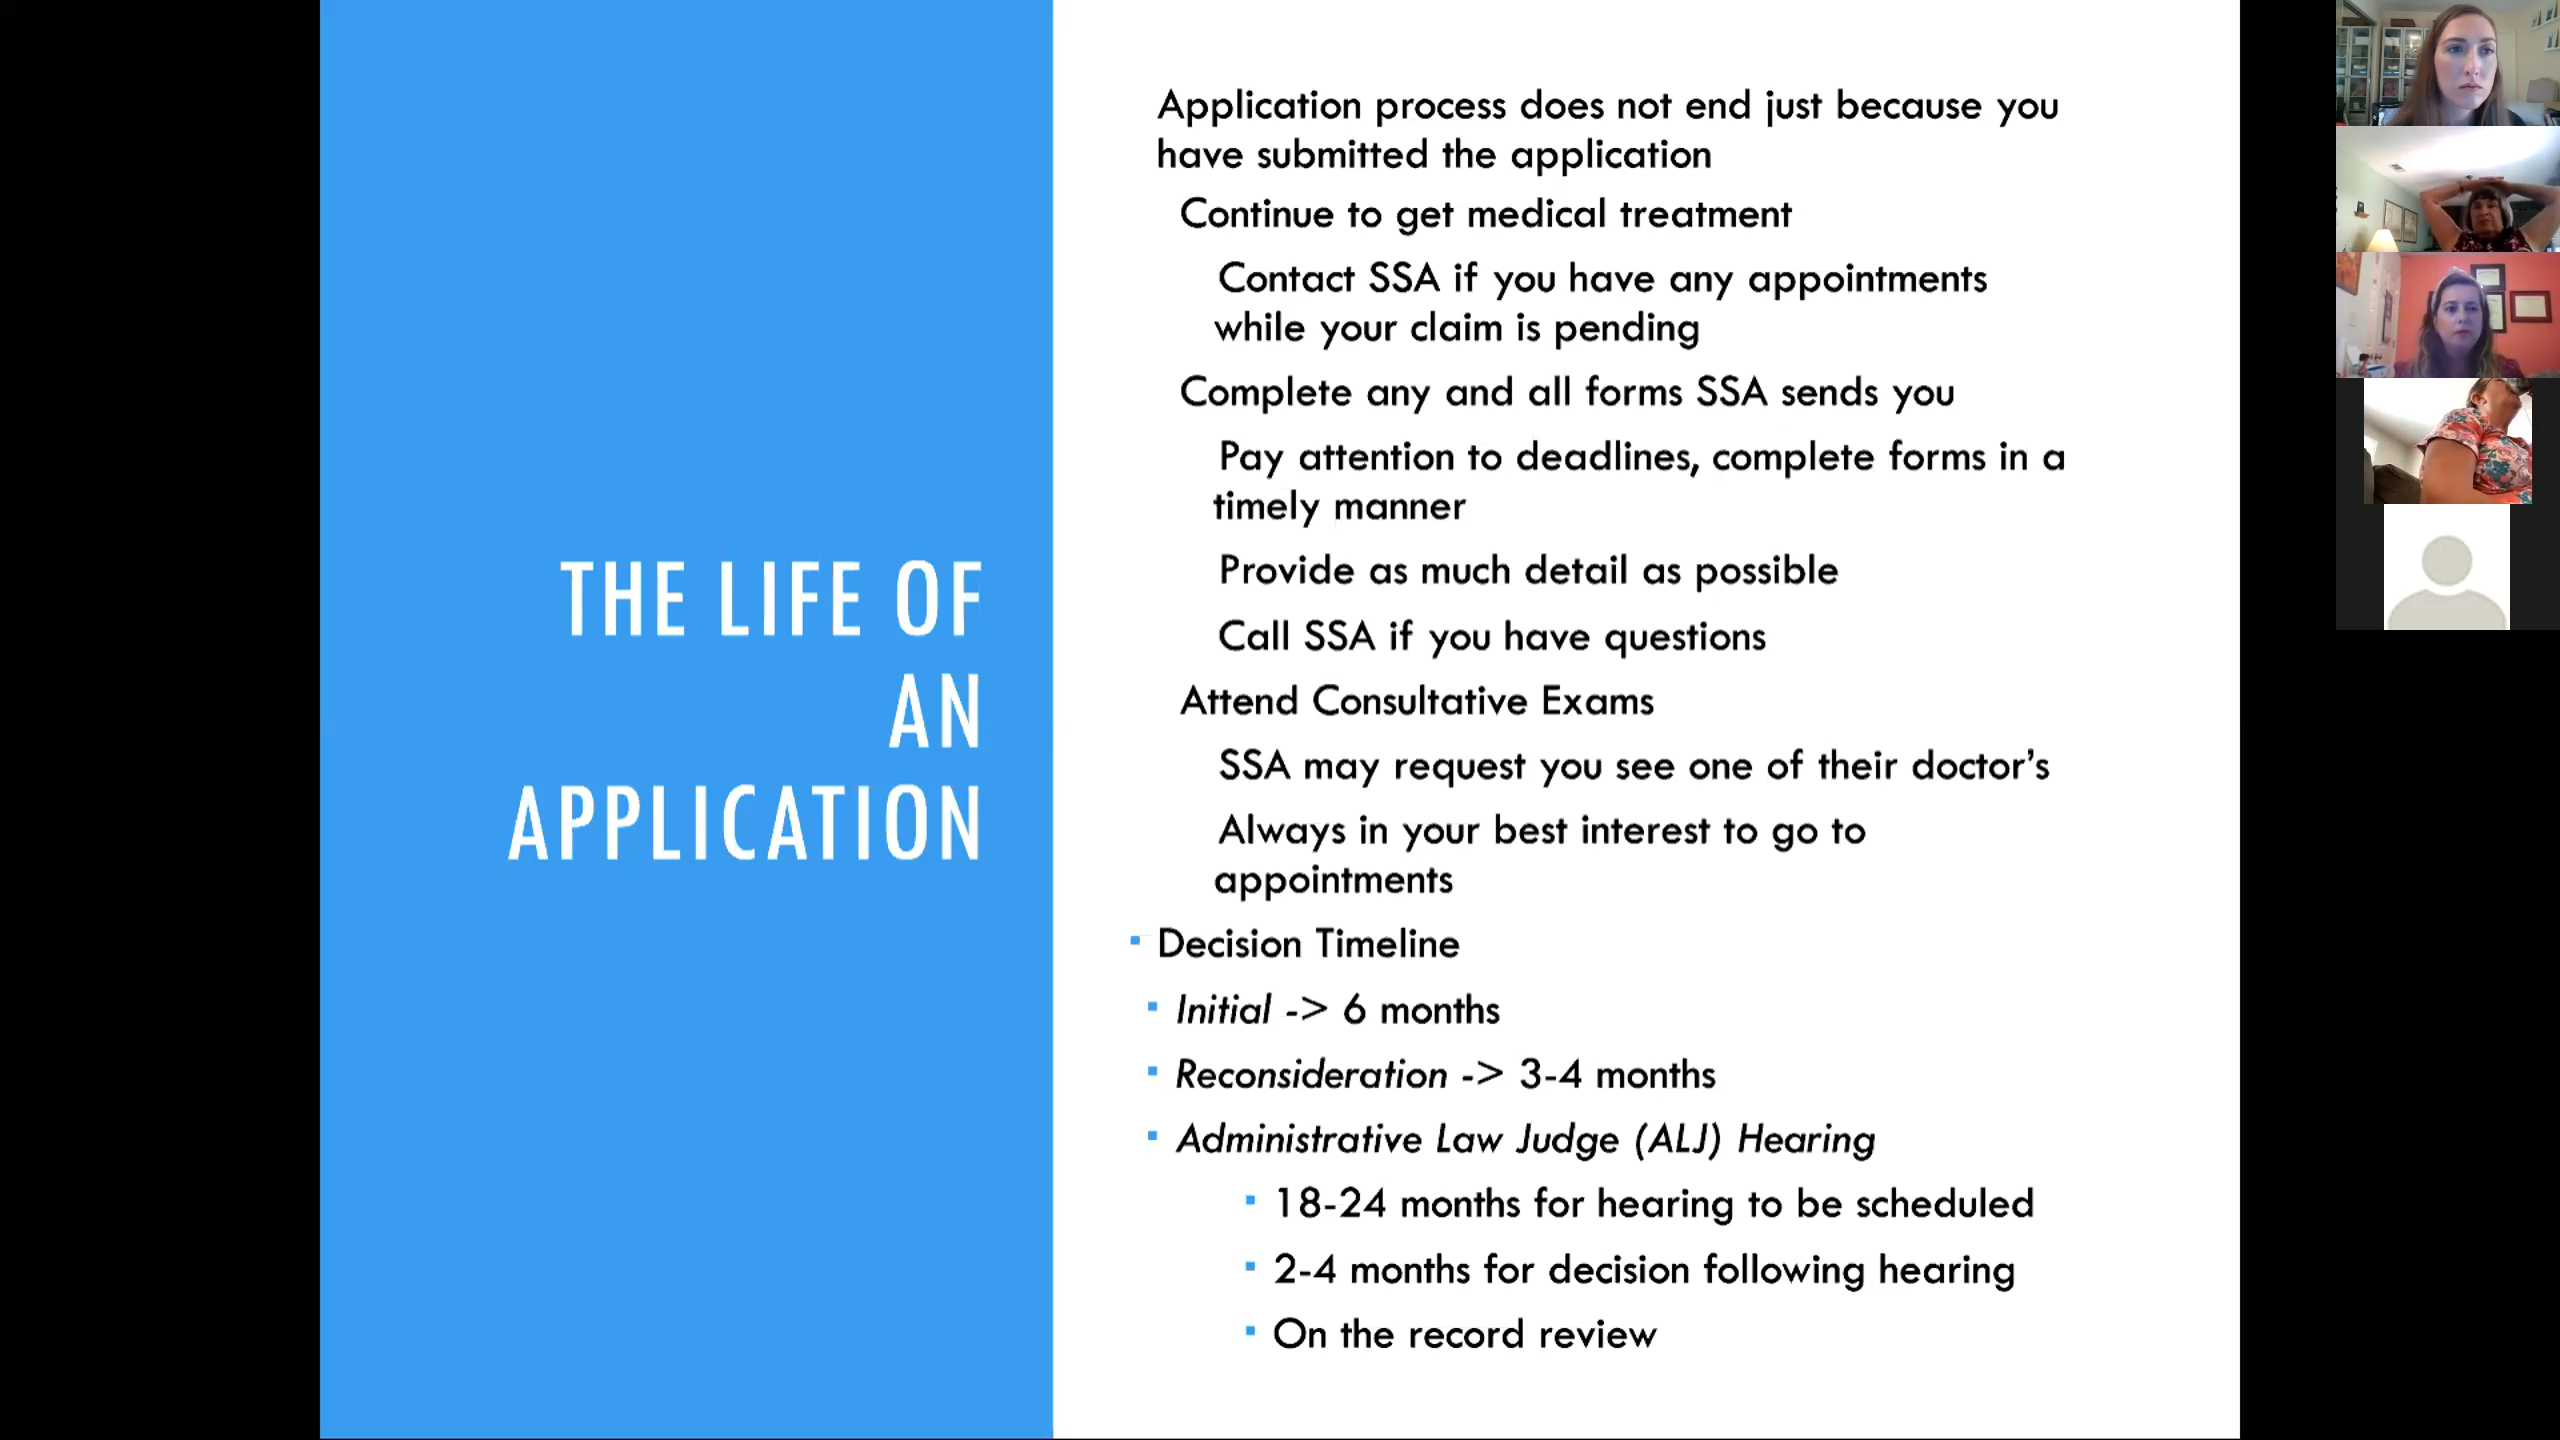 THE LIFE OF
AN
APPLICATION
Application process does not end just because you
have submitted the application
Continue to get medical treatment
Contact SSA if you have any appointments
while your claim is pending
Complete any and all forms SSA sends you
Pay attention to deadlines, complete forms in a
timely manner
Provide as much detail as possible
Call SSA if you have questions
Attend Consultative Exams
SSA may request you see one of their doctor’s
Always in your best interest to go to
appointments
▪ Decision Timeline
▪ Initial -> 6 months
▪ Reconsideration -> 3-4 months
▪ Administrative Law Judge (ALJ) Hearing
▪ 18-24 months for hearing to be scheduled
▪ 2-4 months for decision following hearing
▪ On the record review